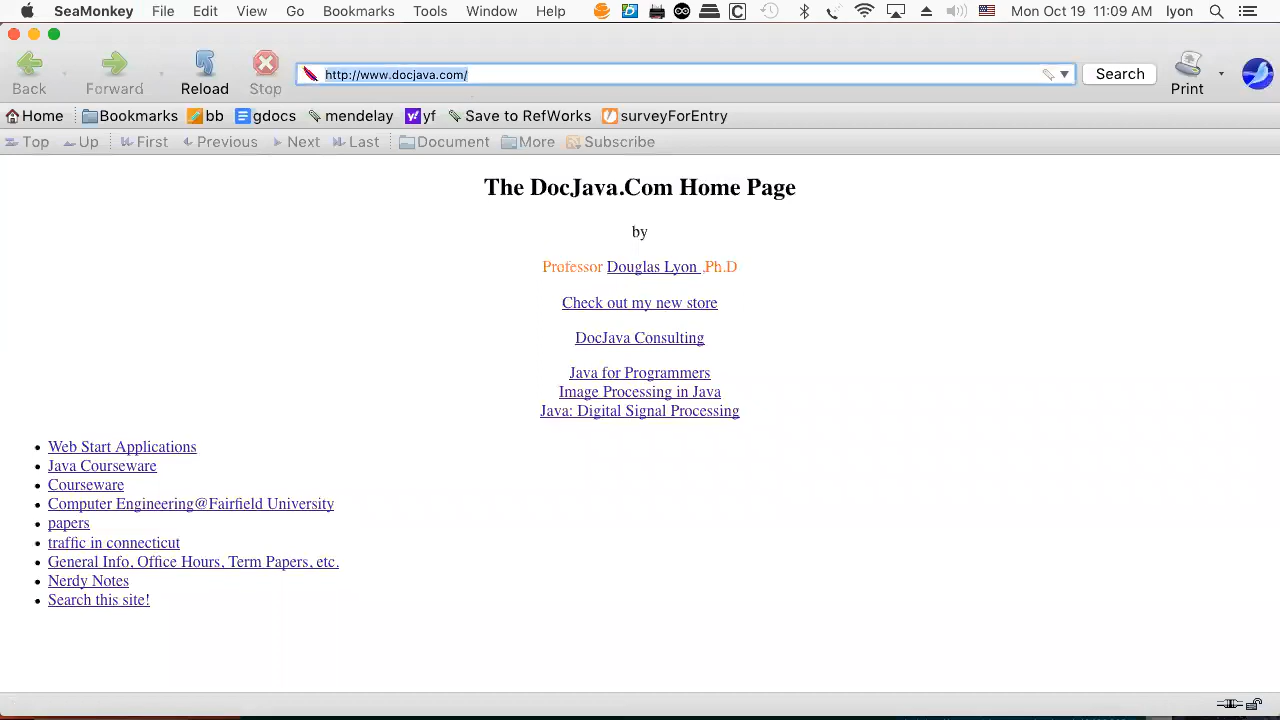 SeaMonkey File Edit View Go Bookmarks Tools Window Help Mon Oct 19 11:09 AM lyon
http://www.docjava.com/ Search
Back Forward Reload Stop Print
Home Bookmarks bb gdocs mendelay yf Save to RefWorks surveyForEntry
Top Up First Previous Next Last Document More Subscribe
The DocJava.Com Home Page
by
Professor Douglas Lyon ,Ph.D
Check out my new store
DocJava Consulting
Java for Programmers
Image Processing in Java
Java: Digital Signal Processing
• Web Start Applications
• Java Courseware
• Courseware
• Computer Engineering@Fairfield University
• papers
• traffic in connecticut
• General Info, Office Hours, Term Papers, etc.
• Nerdy Notes
• Search this site!